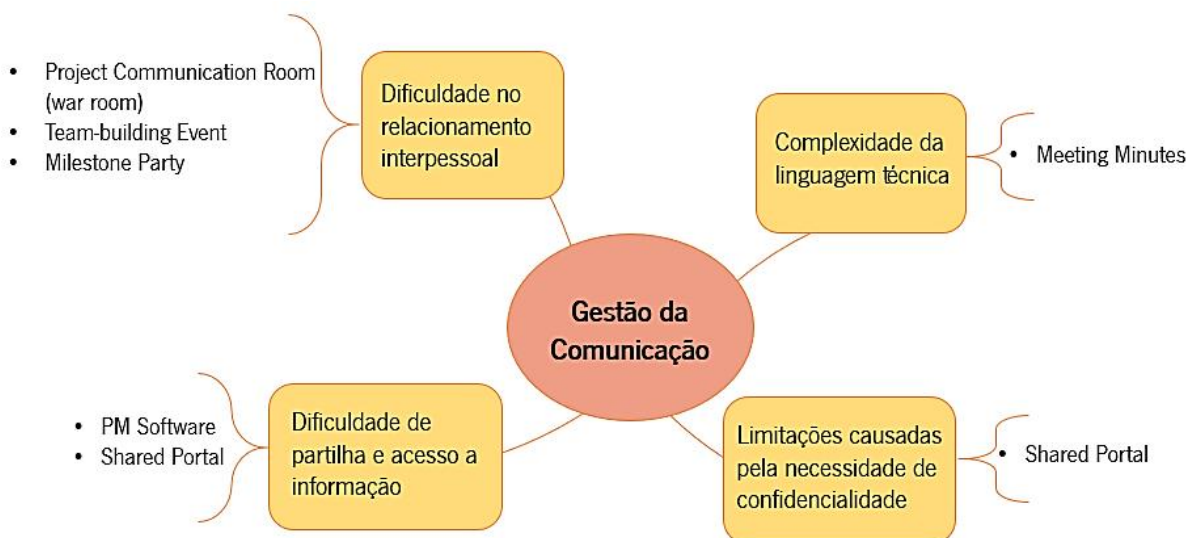 • Project Communication Room
(war room)
• Team-building Event
• Milestone Party
Dificuldade no
relacionamento
interpessoal
Complexidade da
linguagem técnica
• Meeting Minutes
Gestão da
Comunicação
• PM Software
• Shared Portal
Dificuldade de
partilha e acesso a
informação
Limitações causadas
pela necessidade de
confidencialidade
• Shared Portal